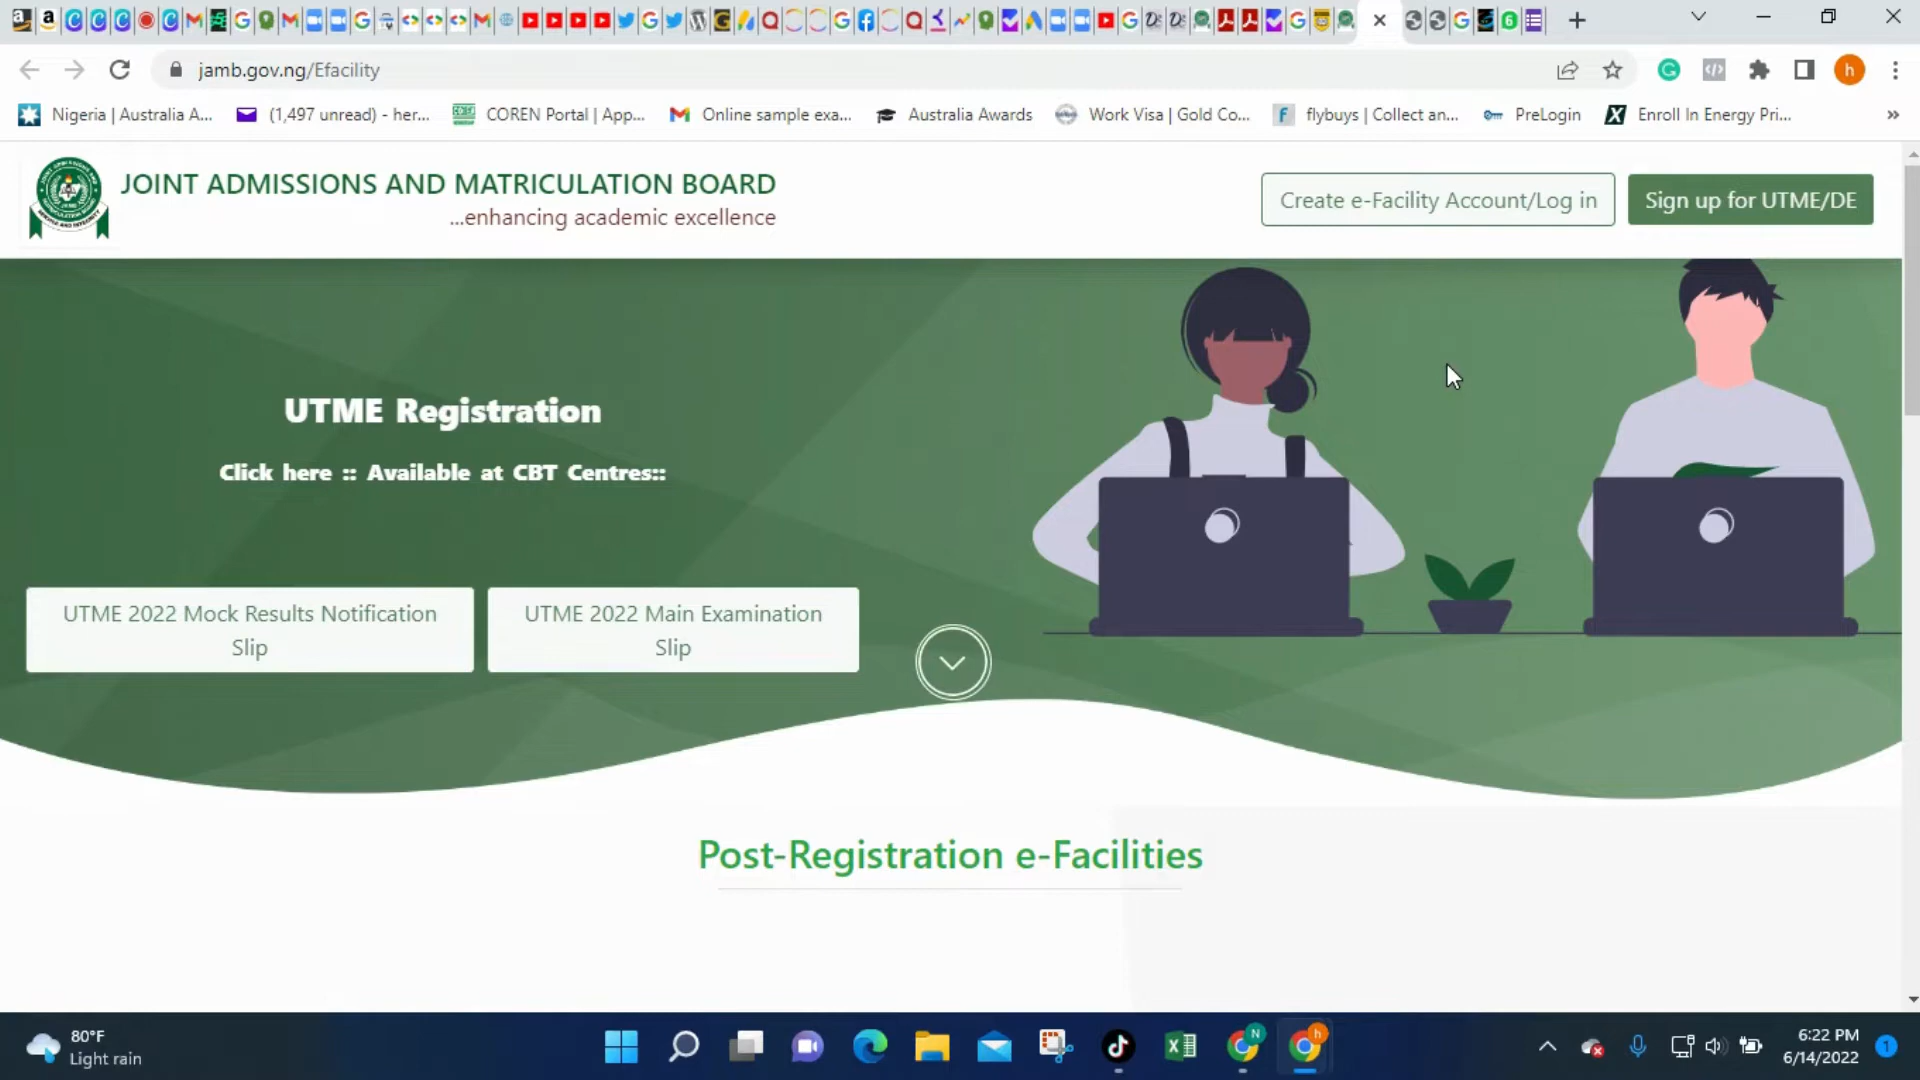 jamb.gov.ng/Efacility
h
Nigeria | Australia A...
(1,497 unread) - her...
COREN Portal | App...
Online sample exa...
Australia Awards
Work Visa | Gold Co...
flybuys | Collect an...
PreLogin
Enroll In Energy Pri...
JOINT ADMISSIONS AND MATRICULATION BOARD
...enhancing academic excellence
Create e-Facility Account/Log in
Sign up for UTME/DE
UTME Registration
Click here :: Available at CBT Centres::
UTME 2022 Mock Results Notification
Slip
UTME 2022 Main Examination
Slip
Post-Registration e-Facilities
80°F
Light rain
N
h
6:22 PM
6/14/2022
1